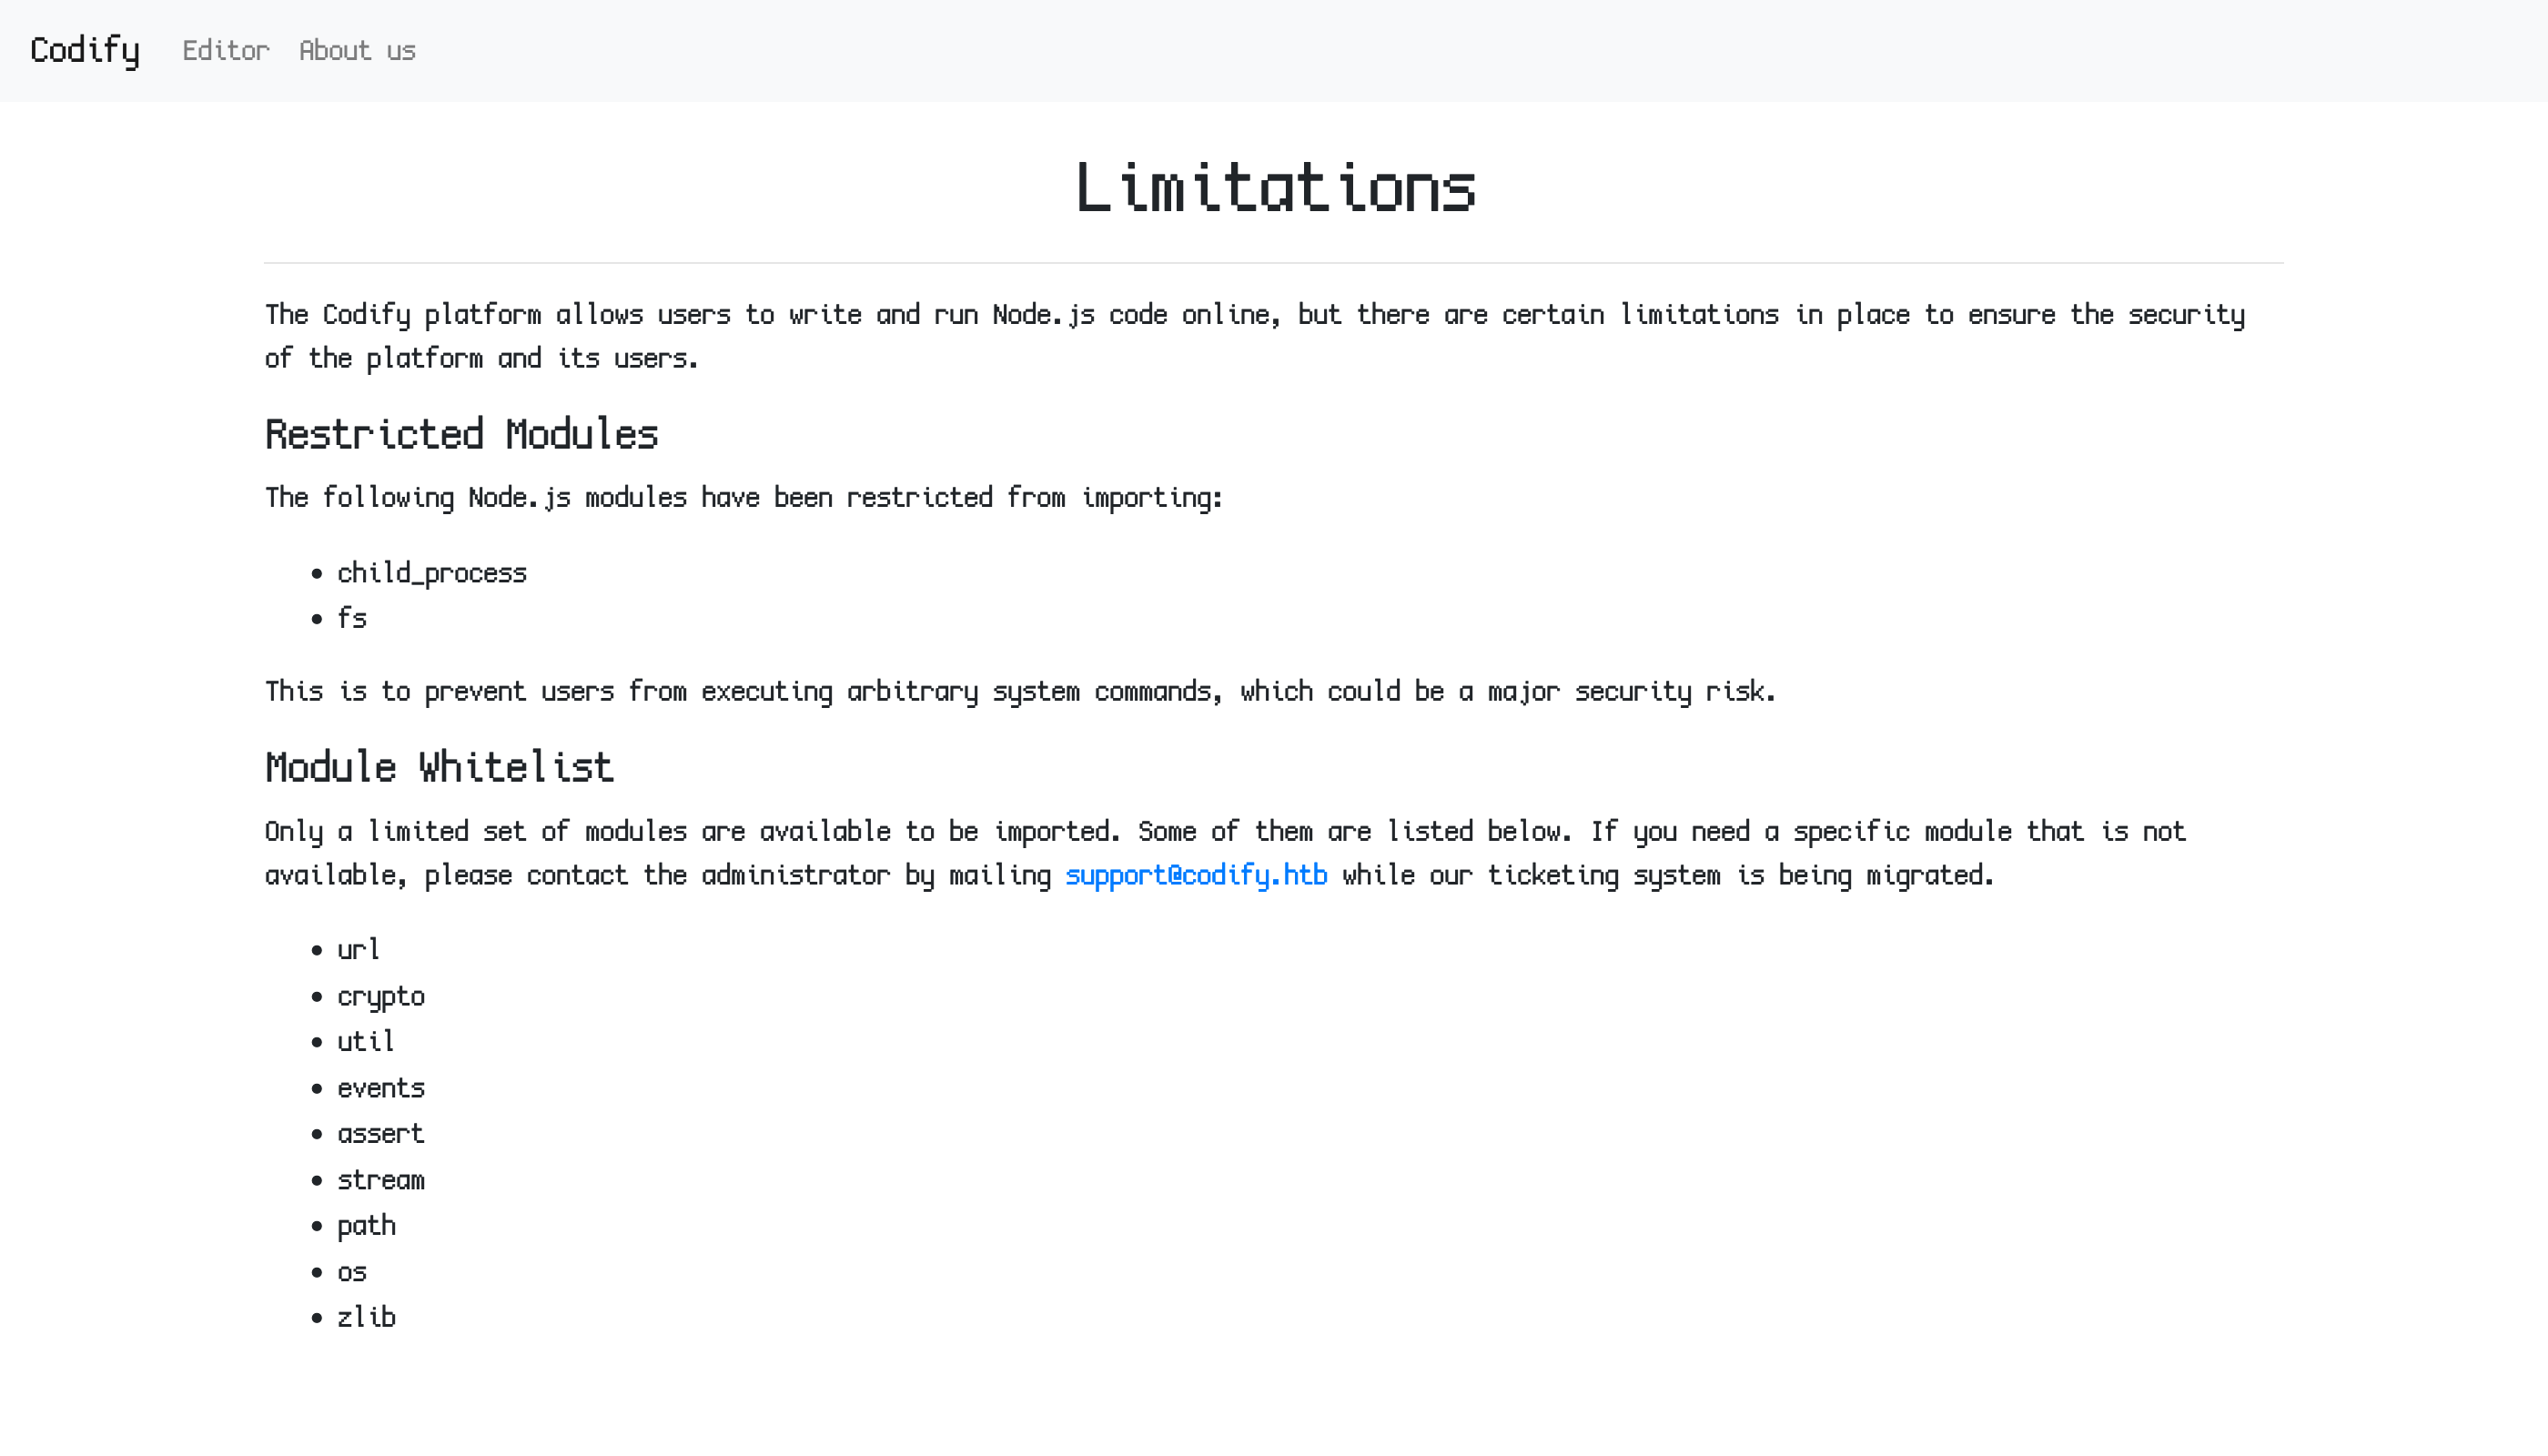 Codify Editor About us
Limitations
The Codify platform allows users to write and run Node.js code online, but there are certain limitations in place to ensure the security
of the platform and its users.
Restricted Modules
The following Node.js modules have been restricted from importing:
• child_process
• fs
This is to prevent users from executing arbitrary system commands, which could be a major security risk.
Module Whitelist
Only a limited set of modules are available to be imported. Some of them are listed below. If you need a specific module that is not
available, please contact the administrator by mailing support@codify.htb while our ticketing system is being migrated.
• url
• crypto
• util
• events
• assert
• stream
• path
• os
• zlib